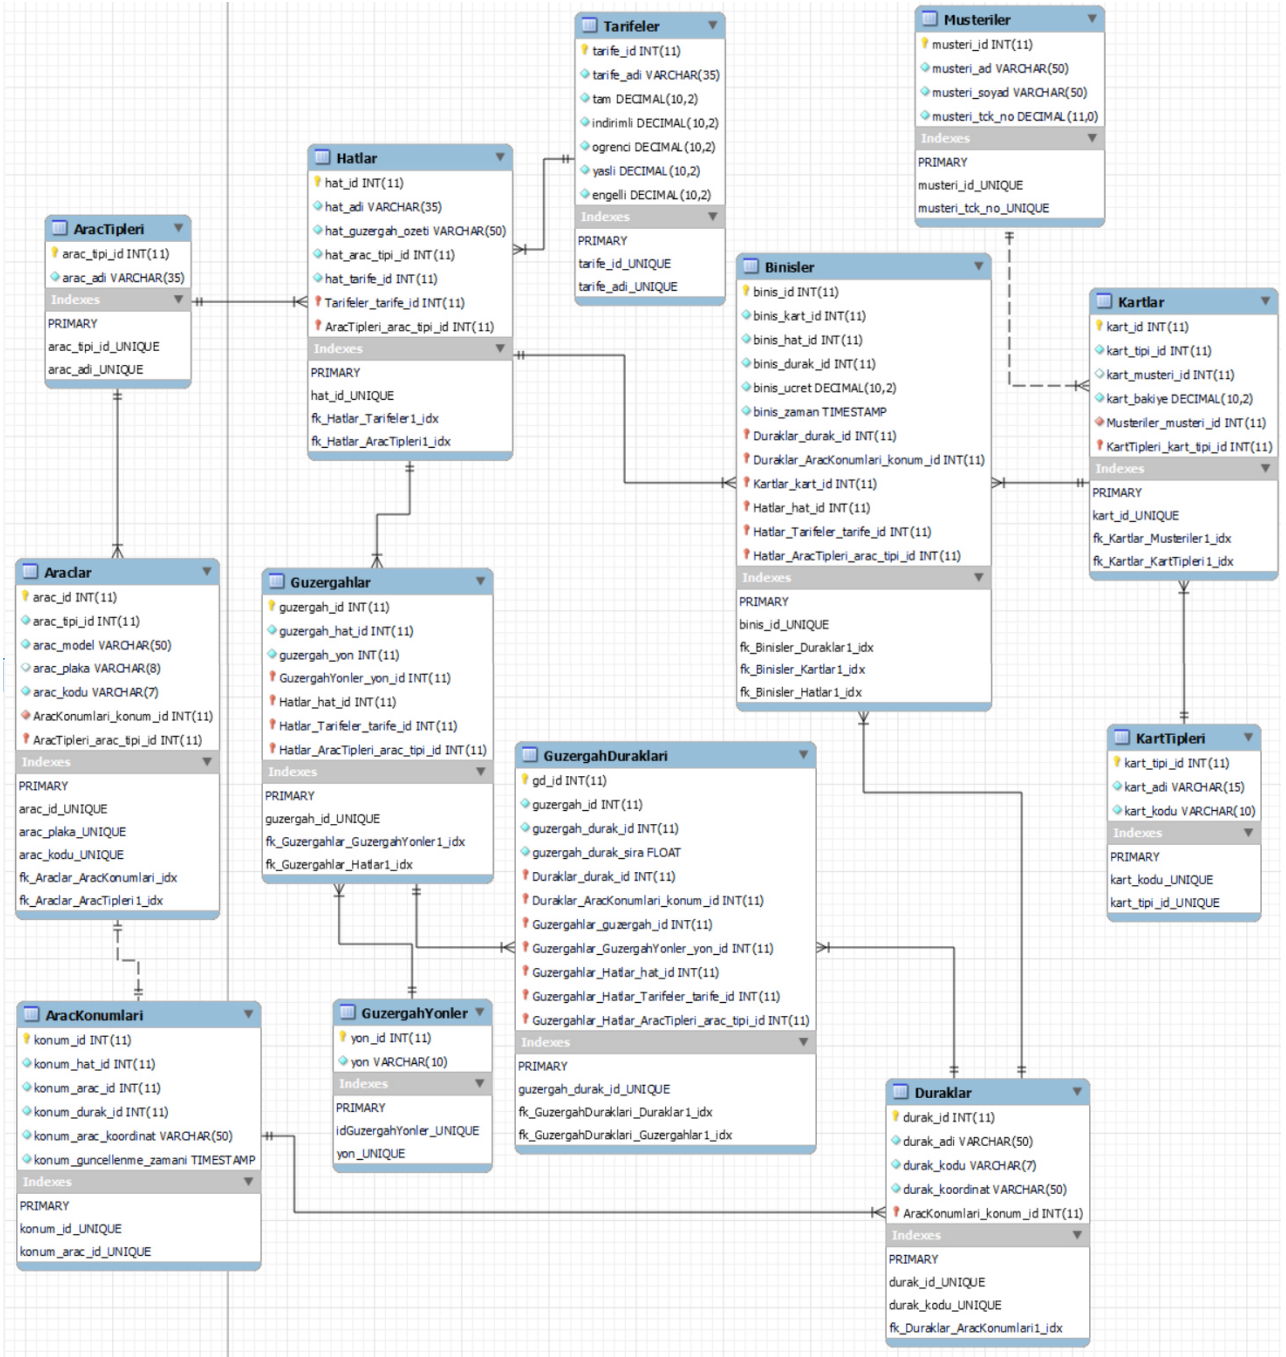 Tarifeler
tarife_id INT(11)
tarife_adi VARCHAR(35)
tam DECIMAL(10,2)
indirimli DECIMAL(10,2)
ogrenci DECIMAL(10,2)
yasli DECIMAL(10,2)
engelli DECIMAL(10,2)
Indexes
PRIMARY
tarife_id_UNIQUE
tarife_adi_UNIQUE
Musteriler
musteri_id INT(11)
musteri_ad VARCHAR(50)
musteri_soyad VARCHAR(50)
musteri_tck_no DECIMAL(11,0)
Indexes
PRIMARY
musteri_id_UNIQUE
musteri_tck_no_UNIQUE
Hatlar
hat_id INT(11)
hat_adi VARCHAR(35)
hat_guzergah_ozeti VARCHAR(50)
hat_arac_tipi_id INT(11)
hat_tarife_id INT(11)
Tarifeler_tarife_id INT(11)
AracTipleri_arac_tipi_id INT(11)
Indexes
PRIMARY
hat_id_UNIQUE
fk_Hatlar_Tarifeler1_idx
fk_Hatlar_AracTipleri1_idx
AracTipleri
arac_tipi_id INT(11)
arac_adi VARCHAR(35)
Indexes
PRIMARY
arac_tipi_id_UNIQUE
arac_adi_UNIQUE
Binisler
binis_id INT(11)
binis_kart_id INT(11)
binis_hat_id INT(11)
binis_durak_id INT(11)
binis_ucret DECIMAL(10,2)
binis_zaman TIMESTAMP
Duraklar_durak_id INT(11)
Duraklar_AracKonumlari_konum_id INT(11)
Kartlar_kart_id INT(11)
Hatlar_hat_id INT(11)
Hatlar_Tarifeler_tarife_id INT(11)
Hatlar_AracTipleri_arac_tipi_id INT(11)
Indexes
PRIMARY
binis_id_UNIQUE
fk_Binisler_Duraklar1_idx
fk_Binisler_Kartlar1_idx
fk_Binisler_Hatlar1_idx
Kartlar
kart_id INT(11)
kart_tipi_id INT(11)
kart_musteri_id INT(11)
kart_bakiye DECIMAL(10,2)
Musteriler_musteri_id INT(11)
KartTipleri_kart_tipi_id INT(11)
Indexes
PRIMARY
kart_id_UNIQUE
fk_Kartlar_Musteriler1_idx
fk_Kartlar_KartTipleri1_idx
Araclar
arac_id INT(11)
arac_tipi_id INT(11)
arac_model VARCHAR(50)
arac_plaka VARCHAR(8)
arac_kodu VARCHAR(7)
AracKonumlari_konum_id INT(11)
AracTipleri_arac_tipi_id INT(11)
Indexes
PRIMARY
arac_id_UNIQUE
arac_plaka_UNIQUE
arac_kodu_UNIQUE
fk_Araclar_AracKonumlari_idx
fk_Araclar_AracTipleri1_idx
Guzergahlar
guzergah_id INT(11)
guzergah_hat_id INT(11)
guzergah_yon INT(11)
GuzergahYonler_yon_id INT(11)
Hatlar_hat_id INT(11)
Hatlar_Tarifeler_tarife_id INT(11)
Hatlar_AracTipleri_arac_tipi_id INT(11)
Indexes
PRIMARY
guzergah_id_UNIQUE
fk_Guzergahlar_GuzergahYonler1_idx
fk_Guzergahlar_Hatlar1_idx
GuzergahDuraklari
gd_id INT(11)
guzergah_id INT(11)
guzergah_durak_id INT(11)
guzergah_durak_sira FLOAT
Duraklar_durak_id INT(11)
Duraklar_AracKonumlari_konum_id INT(11)
Guzergahlar_guzergah_id INT(11)
Guzergahlar_GuzergahYonler_yon_id INT(11)
Guzergahlar_Hatlar_hat_id INT(11)
Guzergahlar_Hatlar_Tarifeler_tarife_id INT(11)
Guzergahlar_Hatlar_AracTipleri_arac_tipi_id INT(11)
Indexes
PRIMARY
guzergah_durak_id_UNIQUE
fk_GuzergahDuraklari_Duraklar1_idx
fk_GuzergahDuraklari_Guzergahlar1_idx
KartTipleri
kart_tipi_id INT(11)
kart_adi VARCHAR(15)
kart_kodu VARCHAR(10)
Indexes
PRIMARY
kart_kodu_UNIQUE
kart_tipi_id_UNIQUE
AracKonumlari
konum_id INT(11)
konum_hat_id INT(11)
konum_arac_id INT(11)
konum_durak_id INT(11)
konum_arac_koordinat VARCHAR(50)
konum_guncellenme_zamani TIMESTAMP
Indexes
PRIMARY
konum_id_UNIQUE
konum_arac_id_UNIQUE
GuzergahYonler
yon_id INT(11)
yon VARCHAR(10)
Indexes
PRIMARY
idGuzergahYonler_UNIQUE
yon_UNIQUE
Duraklar
durak_id INT(11)
durak_adi VARCHAR(50)
durak_kodu VARCHAR(7)
durak_koordinat VARCHAR(50)
AracKonumlari_konum_id INT(11)
Indexes
PRIMARY
durak_id_UNIQUE
durak_kodu_UNIQUE
fk_Duraklar_AracKonumlari1_idx